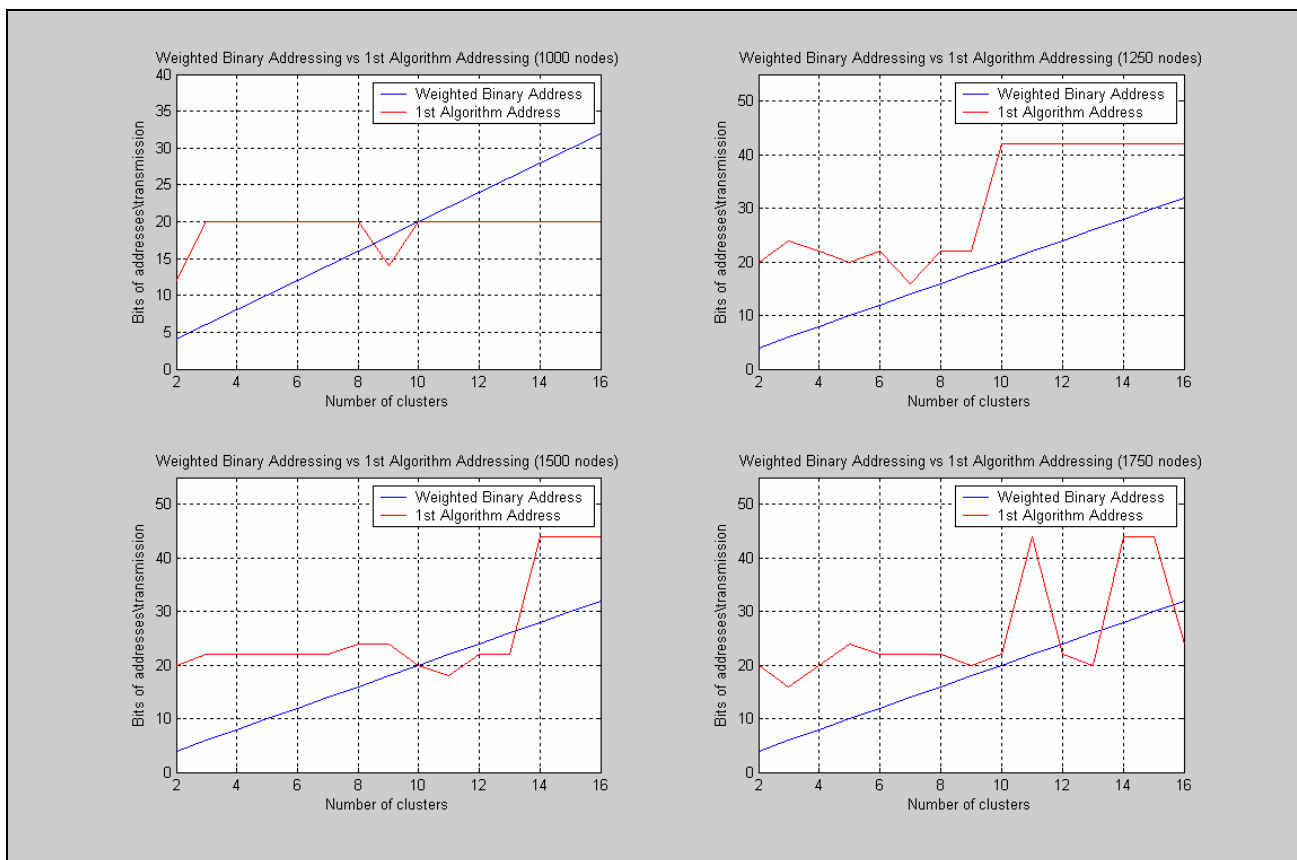 Weighted Binary Addressing vs 1st Algorithm Addressing (1000 nodes)
40
35
30
25
20
15
10
5
0
Bits of addresses\transmission
Weighted Binary Address
1st Algorithm Address
2 4 6 8 10 12 14 16
Number of clusters
Weighted Binary Addressing vs 1st Algorithm Addressing (1250 nodes)
50
40
30
20
10
0
Bits of addresses\transmission
Weighted Binary Address
1st Algorithm Address
2 4 6 8 10 12 14 16
Number of clusters
Weighted Binary Addressing vs 1st Algorithm Addressing (1500 nodes)
50
40
30
20
10
0
Bits of addresses\transmission
Weighted Binary Address
1st Algorithm Address
2 4 6 8 10 12 14 16
Number of clusters
Weighted Binary Addressing vs 1st Algorithm Addressing (1750 nodes)
50
40
30
20
10
0
Bits of addresses\transmission
Weighted Binary Address
1st Algorithm Address
2 4 6 8 10 12 14 16
Number of clusters